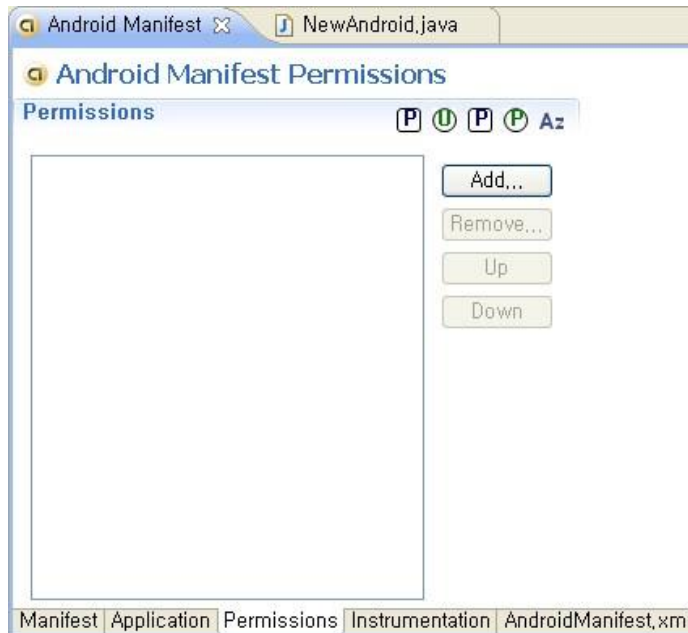 Android Manifest NewAndroid.java
Android Manifest Permissions
Permissions P U P P Az
Add...
Remove...
Up
Down
Manifest Application Permissions Instrumentation AndroidManifest.xm